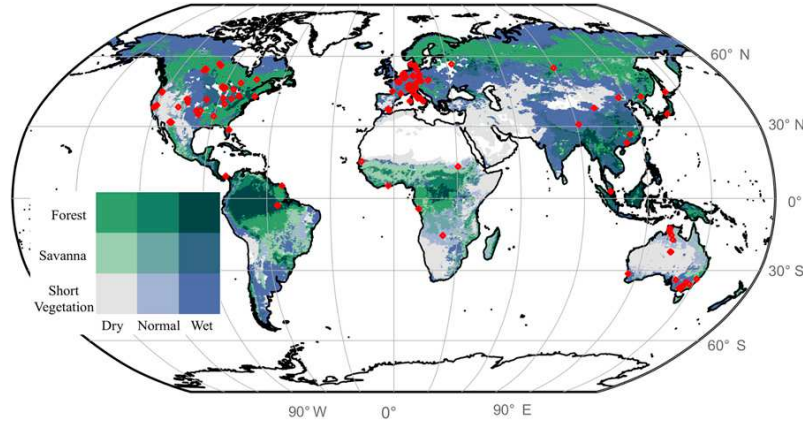 60° N
30° N
0°
30° S
60° S
Forest
Savanna
Short
Vegetation
Dry Normal Wet
90° W 0° 90° E